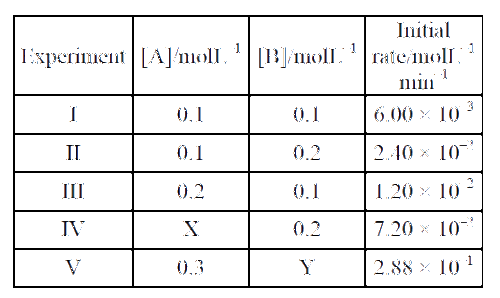 Experiment [A]/molL⁻¹ [B]/molL⁻¹ Initial
rate/molL⁻¹
min⁻¹
I 0.1 0.1 6.00 × 10⁻³
II 0.1 0.2 2.40 × 10⁻²
III 0.2 0.1 1.20 × 10⁻²
IV X 0.2 7.20 × 10⁻²
V 0.3 Y 2.88 × 10⁻¹